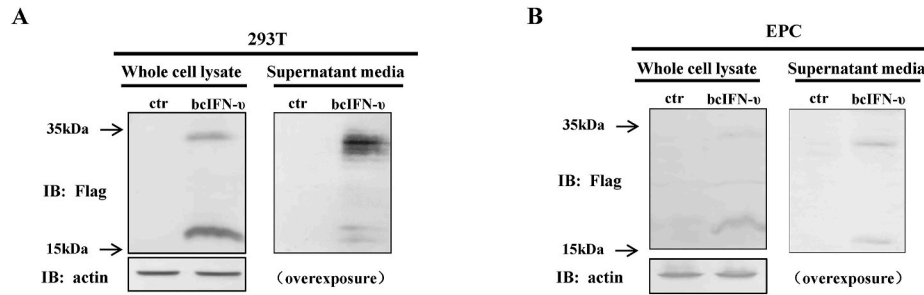 A
293T
Whole cell lysate Supernatant media
ctr bcIFN-υ ctr bcIFN-υ
35kDa
IB: Flag
15kDa
IB: actin (overexposure)
B
EPC
Whole cell lysate Supernatant media
ctr bcIFN-υ ctr bcIFN-υ
35kDa
IB: Flag
15kDa
IB: actin (overexposure)